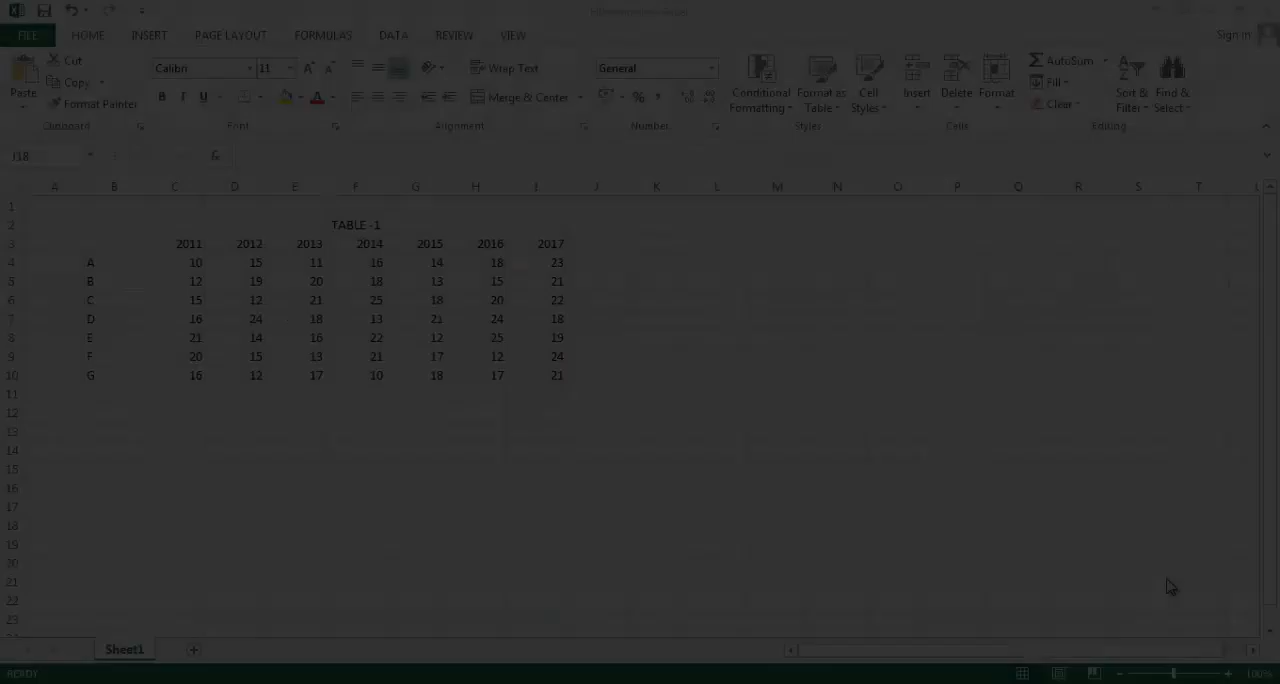 FILE HOME INSERT PAGE LAYOUT FORMULAS DATA REVIEW VIEW Sign in
Cut
Copy
Format Painter
Paste
Calibri 11
B I U
Wrap Text
Merge & Center
General
%
Conditional Formatting
Format as Table
Cell Styles
Insert Delete Format
AutoSum
Fill
Clear
Sort & Filter
Find & Select
Clipboard Font Alignment Number Styles Cells Editing
J18 fx
A B C D E F G H I J K L M N O P Q R S T
1
2 TABLE -1
3 2011 2012 2013 2014 2015 2016 2017
4 A 10 15 11 16 14 18 23
5 B 12 19 20 18 13 15 21
6 C 15 12 21 25 18 20 22
7 D 16 24 18 13 21 24 18
8 E 21 14 16 22 12 25 19
9 F 20 15 13 21 17 12 24
10 G 16 12 17 10 18 17 21
11
12
13
14
15
16
17
18
19
20
21
22
23
Sheet1
READY 100%